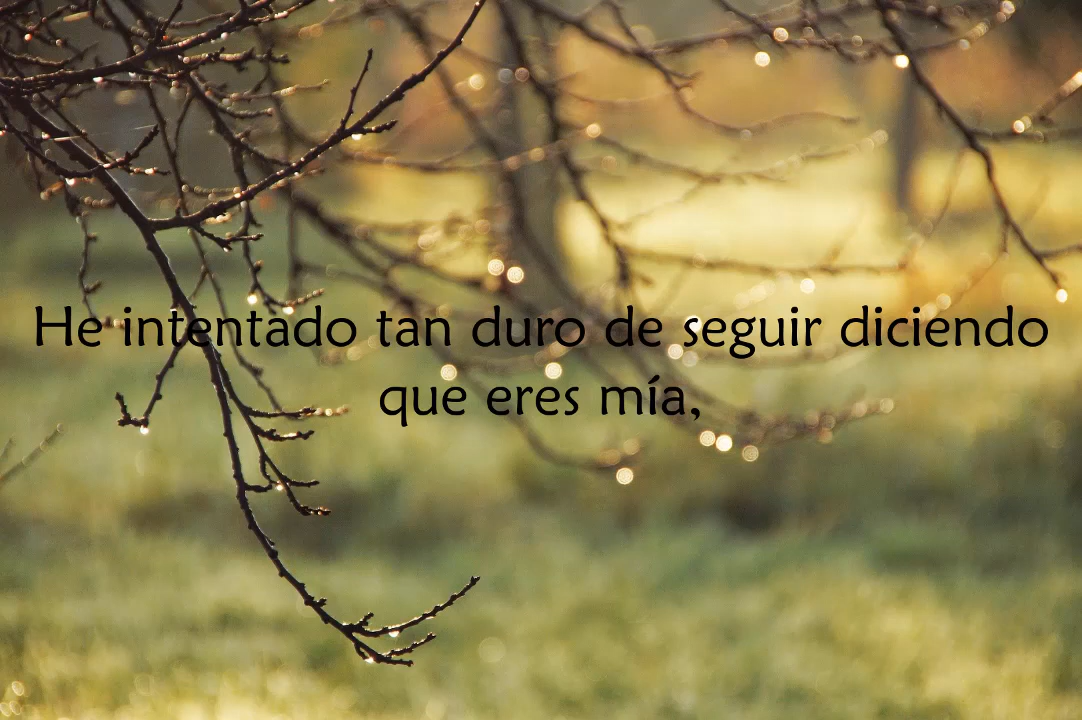 He intentado tan duro de seguir diciendo
que eres mía,